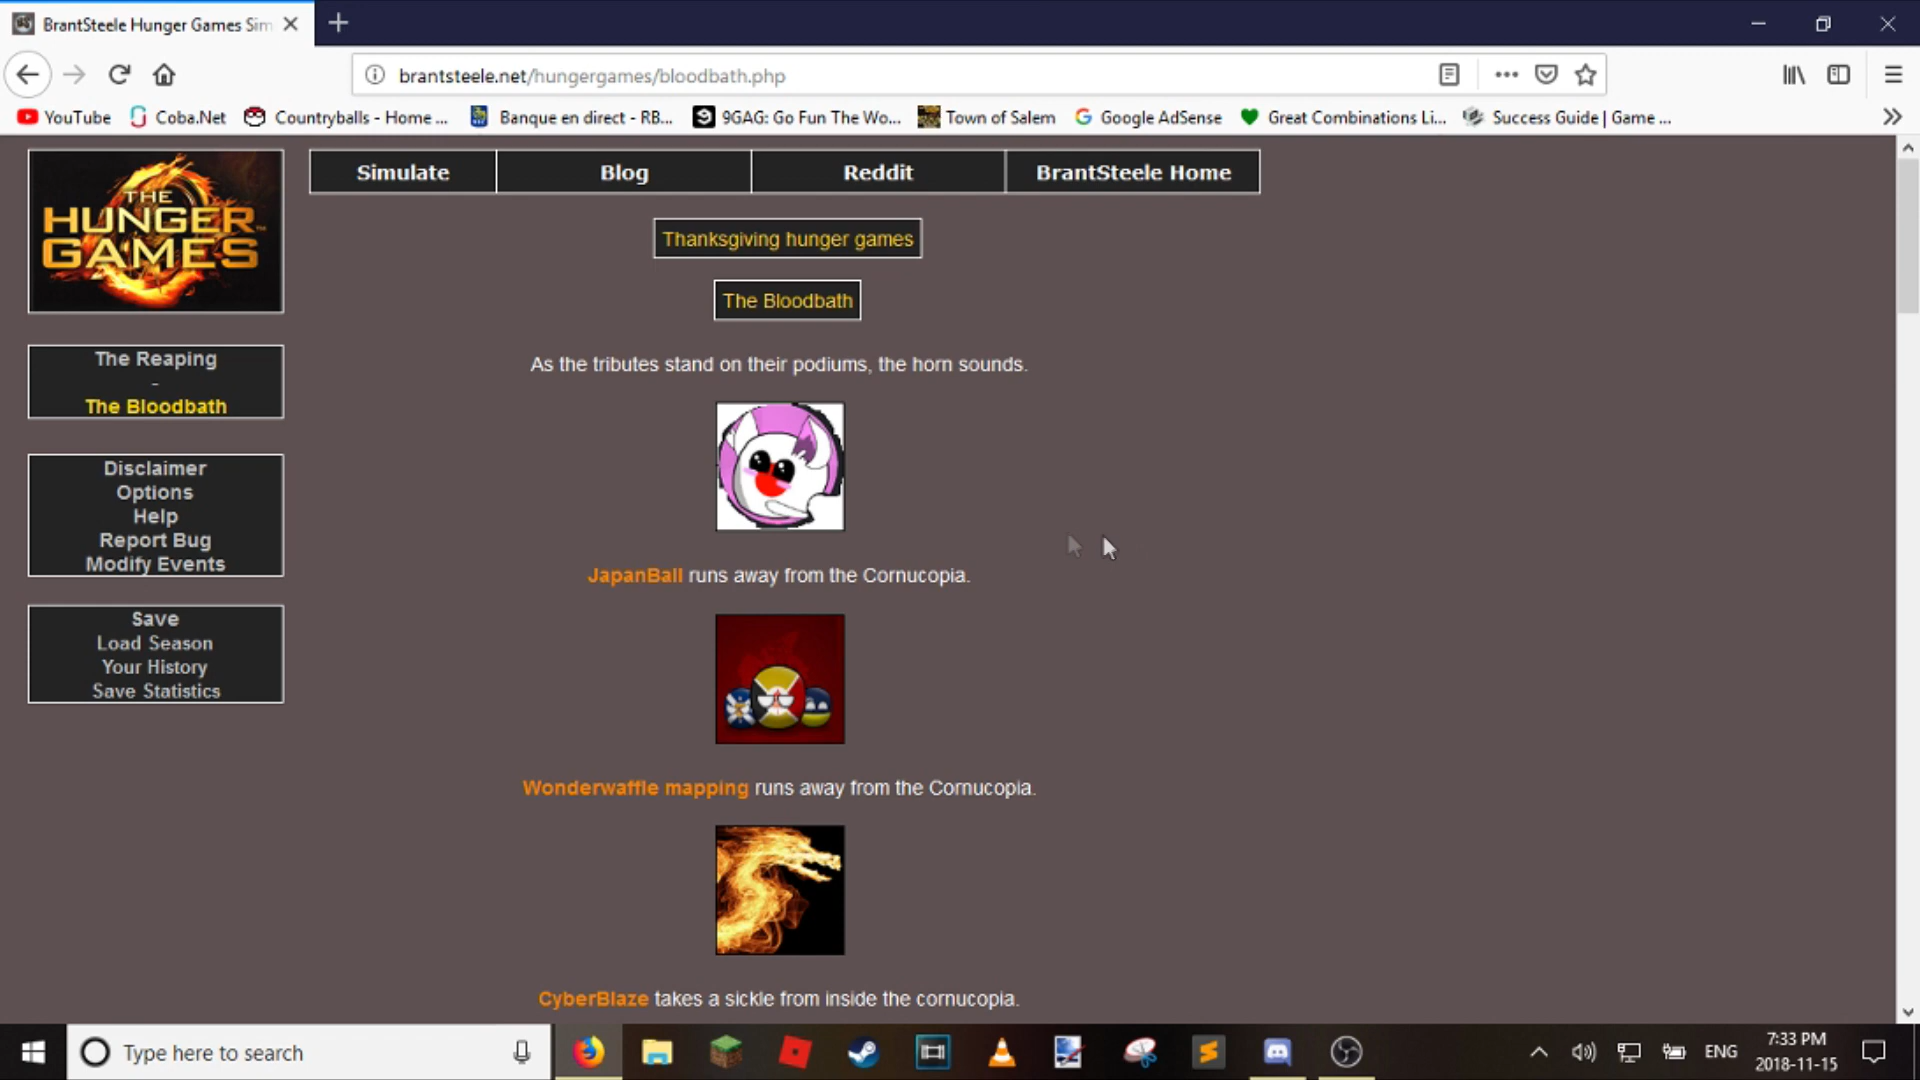 BrantSteele Hunger Games Sim
brantsteele.net/hungergames/bloodbath.php
YouTube Coba.Net Countryballs - Home ... Banque en direct - RB... 9GAG: Go Fun The Wo... Town of Salem Google AdSense Great Combinations Li... Success Guide | Game ...
THE
HUNGER
GAMES
Simulate Blog Reddit BrantSteele Home
Thanksgiving hunger games
The Bloodbath
As the tributes stand on their podiums, the horn sounds.
The Reaping
-
The Bloodbath
Disclaimer
Options
Help
Report Bug
Modify Events
Save
Load Season
Your History
Save Statistics
JapanBall runs away from the Cornucopia.
Wonderwaffle mapping runs away from the Cornucopia.
CyberBlaze takes a sickle from inside the cornucopia.
Type here to search
ENG
7:33 PM
2018-11-15